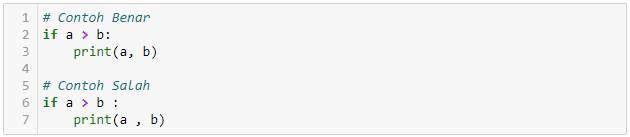 1 # Contoh Benar
2 if a > b:
3     print(a, b)
4
5 # Contoh Salah
6 if a > b :
7     print(a , b)